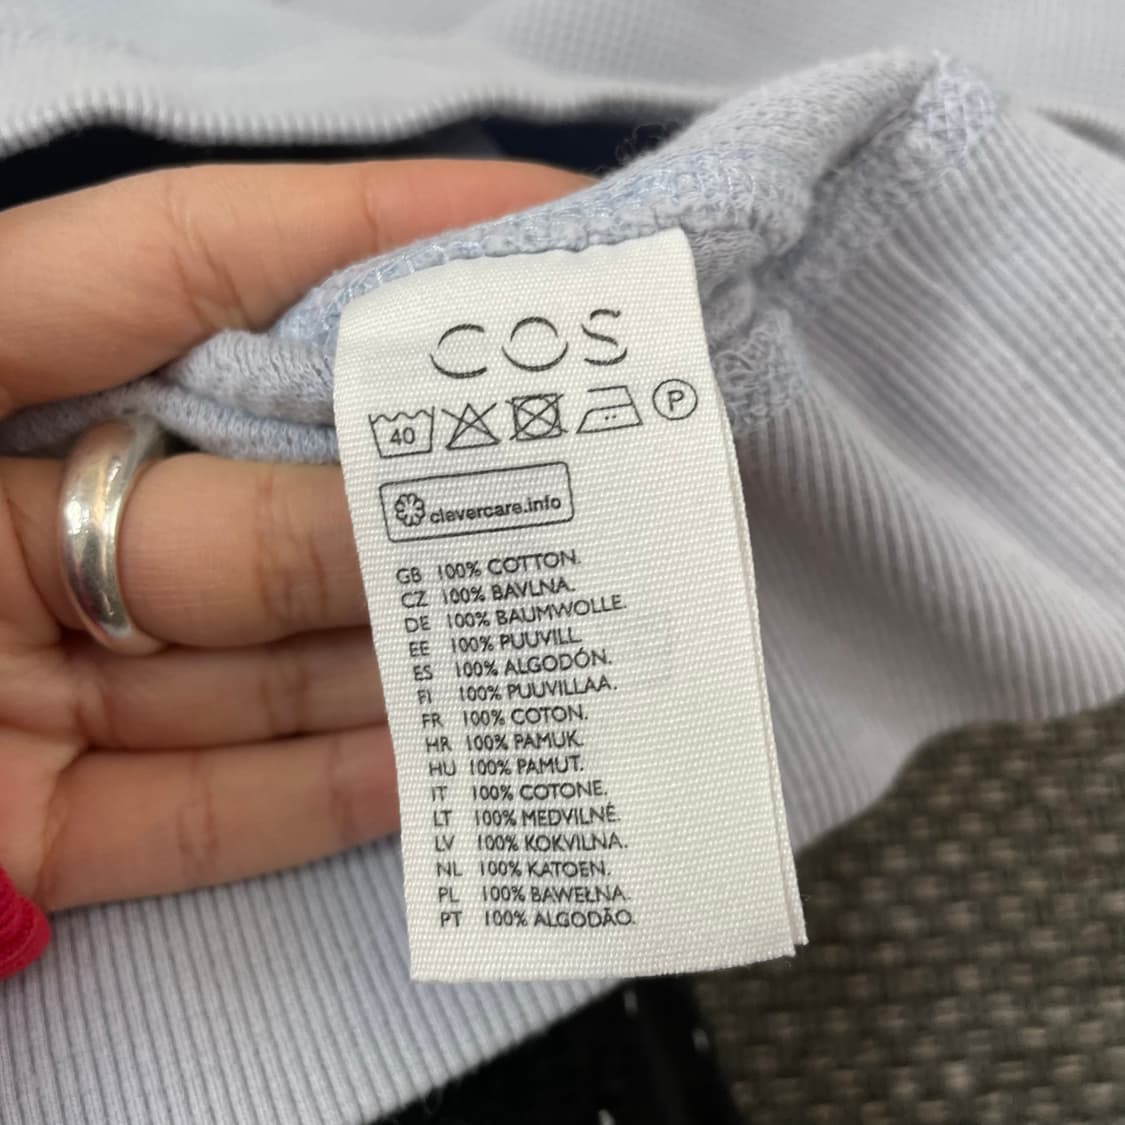 COS
40
P
clevercare.info
GB 100% COTTON.
CZ 100% BAVLNA.
DE 100% BAUMWOLLE.
EE 100% PUUVILL.
ES 100% ALGODÓN.
FI 100% PUUVILLAA.
FR 100% COTON.
HR 100% PAMUK.
HU 100% PAMUT.
IT 100% COTONE.
LT 100% MEDVILNĖ.
LV 100% KOKVILNA.
NL 100% KATOEN.
PL 100% BAWEŁNA.
PT 100% ALGODÃO.